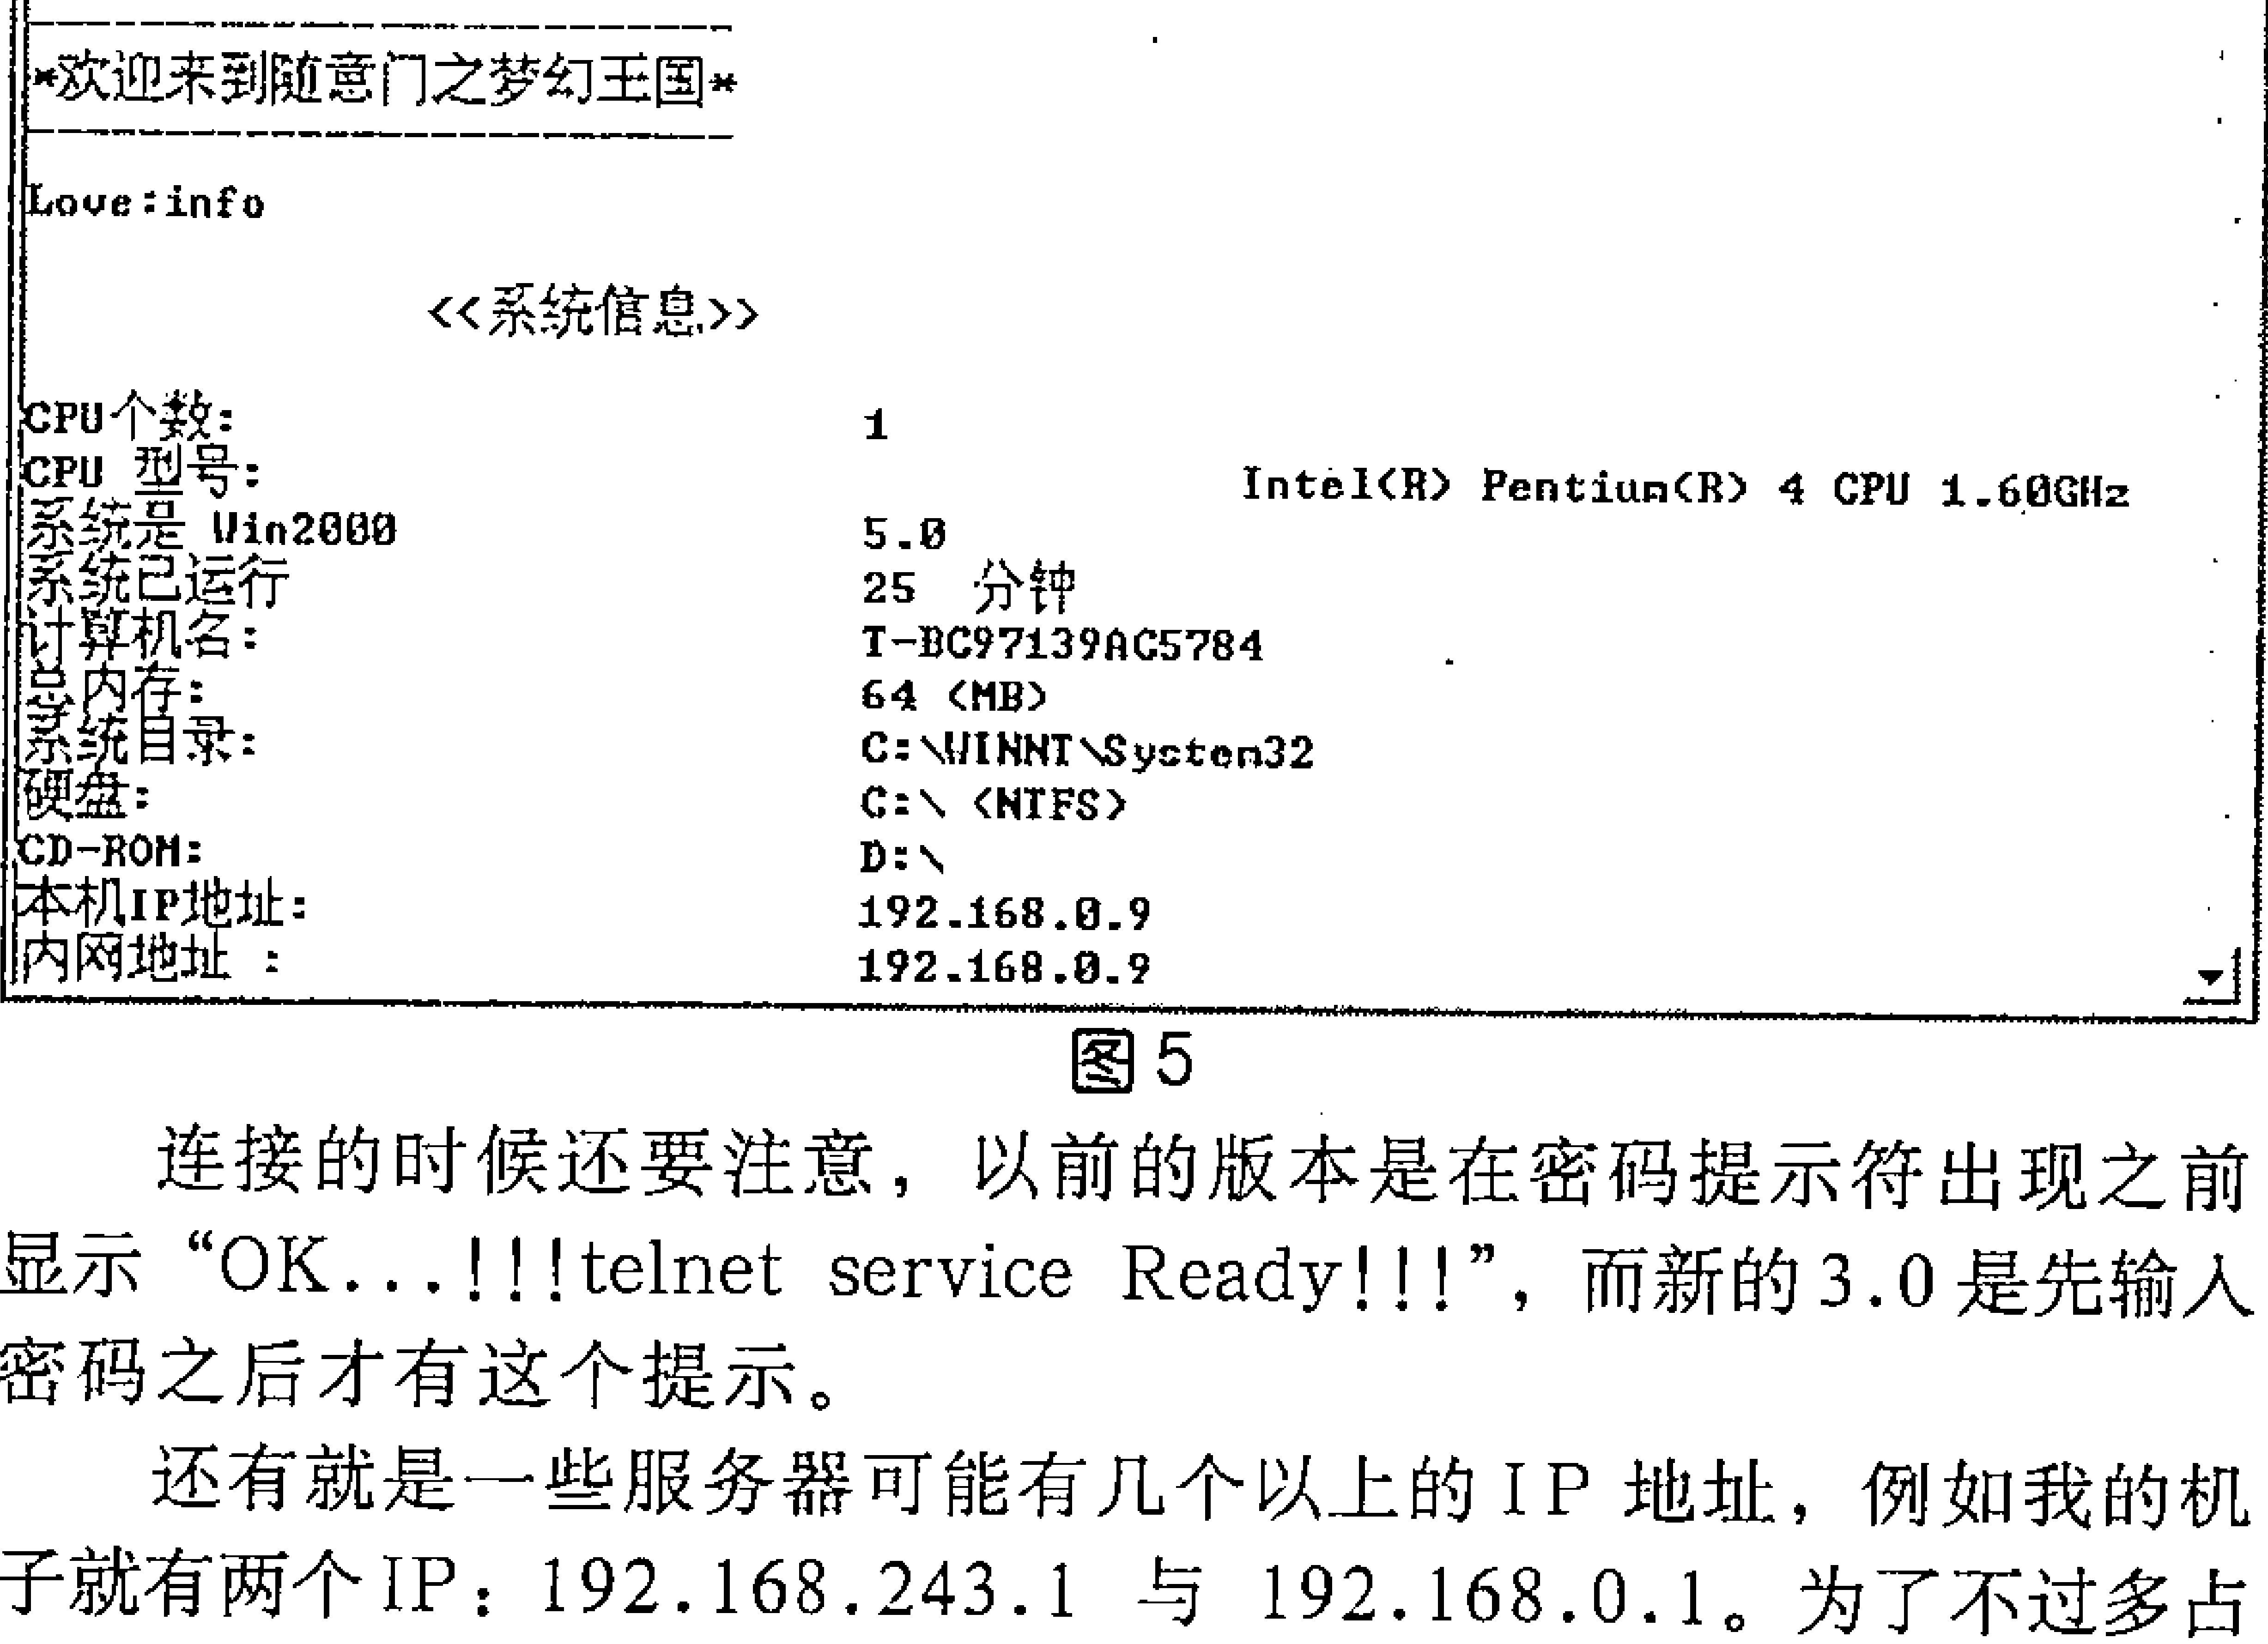 *欢迎来到随意门之梦幻王国*
Love:info
<<系统信息>>
CPU个数: 1
CPU 型号: Intel(R) Pentium(R) 4 CPU 1.60GHz
系统是 Win2000 5.0
系统已运行 25 分钟
计算机名: T-BC97139AC5784
总内存: 64 (MB)
系统目录: C:\WINNT\System32
硬盘: C:\ (NTFS)
CD-ROM: D:\
本机IP地址: 192.168.0.9
内网地址 : 192.168.0.9
图5
连接的时候还要注意，以前的版本是在密码提示符出现之前
显示“OK...!!!telnet service Ready!!!”，而新的3.0是先输入
密码之后才有这个提示。
还有就是一些服务器可能有几个以上的IP 地址，例如我的机
子就有两个IP：192.168.243.1 与 192.168.0.1。为了不过多占